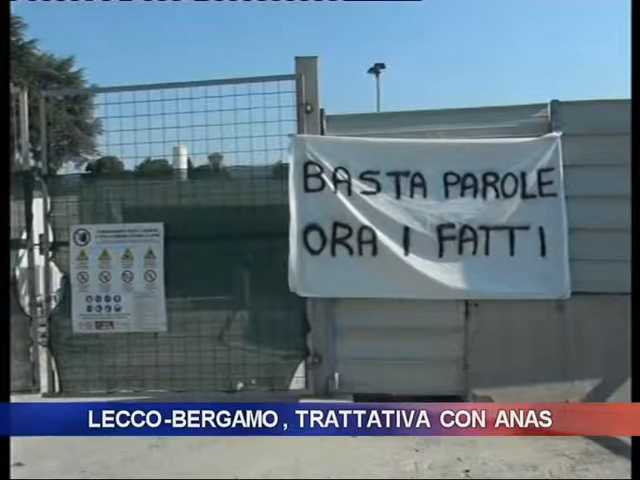 BASTA PAROLE
ORA I FATTI
LECCO-BERGAMO, TRATTATIVA CON ANAS